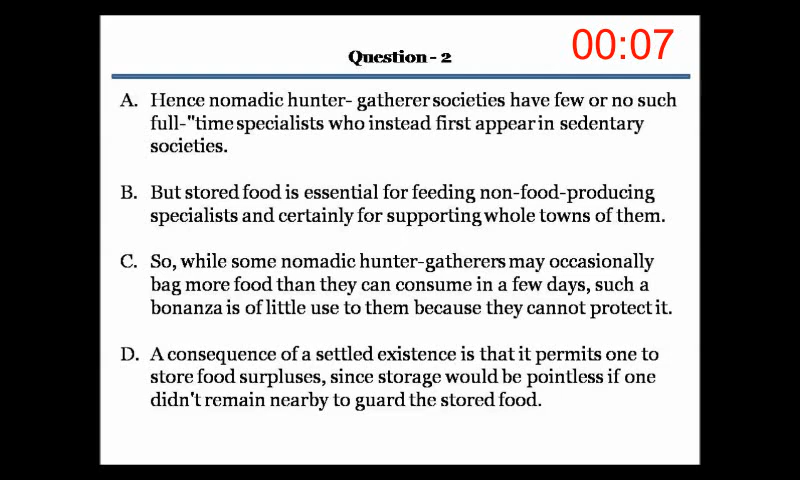 00:07
Question - 2
A. Hence nomadic hunter- gatherer societies have few or no such
full-"time specialists who instead first appear in sedentary
societies.
B. But stored food is essential for feeding non-food-producing
specialists and certainly for supporting whole towns of them.
C. So, while some nomadic hunter-gatherers may occasionally
bag more food than they can consume in a few days, such a
bonanza is of little use to them because they cannot protect it.
D. A consequence of a settled existence is that it permits one to
store food surpluses, since storage would be pointless if one
didn't remain nearby to guard the stored food.